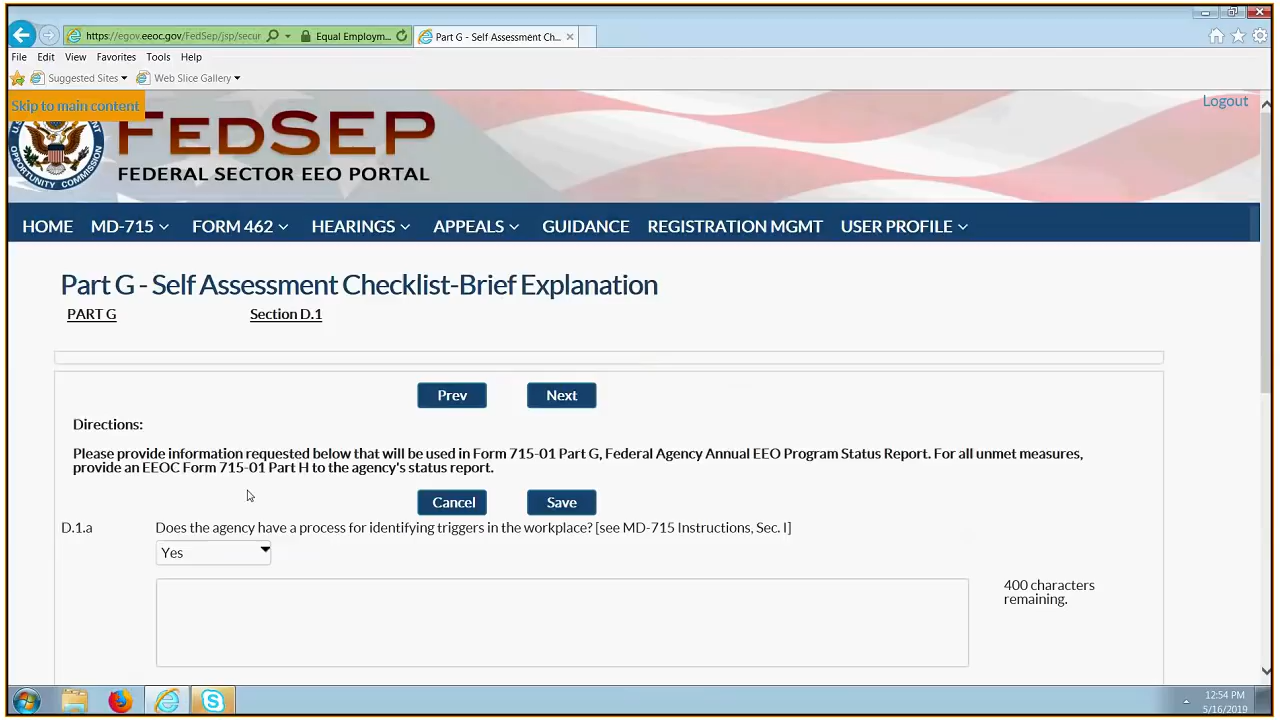 https://egov.eeoc.gov/FedSep/jsp/secur
Equal Employm...
Part G - Self Assessment Ch...
File Edit View Favorites Tools Help
Suggested Sites
Web Slice Gallery
Skip to main content
Logout
FEDSEP
FEDERAL SECTOR EEO PORTAL
HOME MD-715 FORM 462 HEARINGS APPEALS GUIDANCE REGISTRATION MGMT USER PROFILE
Part G - Self Assessment Checklist-Brief Explanation
PART G Section D.1
Prev Next
Directions:
Please provide information requested below that will be used in Form 715-01 Part G, Federal Agency Annual EEO Program Status Report. For all unmet measures,
provide an EEOC Form 715-01 Part H to the agency's status report.
Cancel Save
D.1.a Does the agency have a process for identifying triggers in the workplace? [see MD-715 Instructions, Sec. I]
Yes
400 characters
remaining.
12:54 PM
5/16/2019